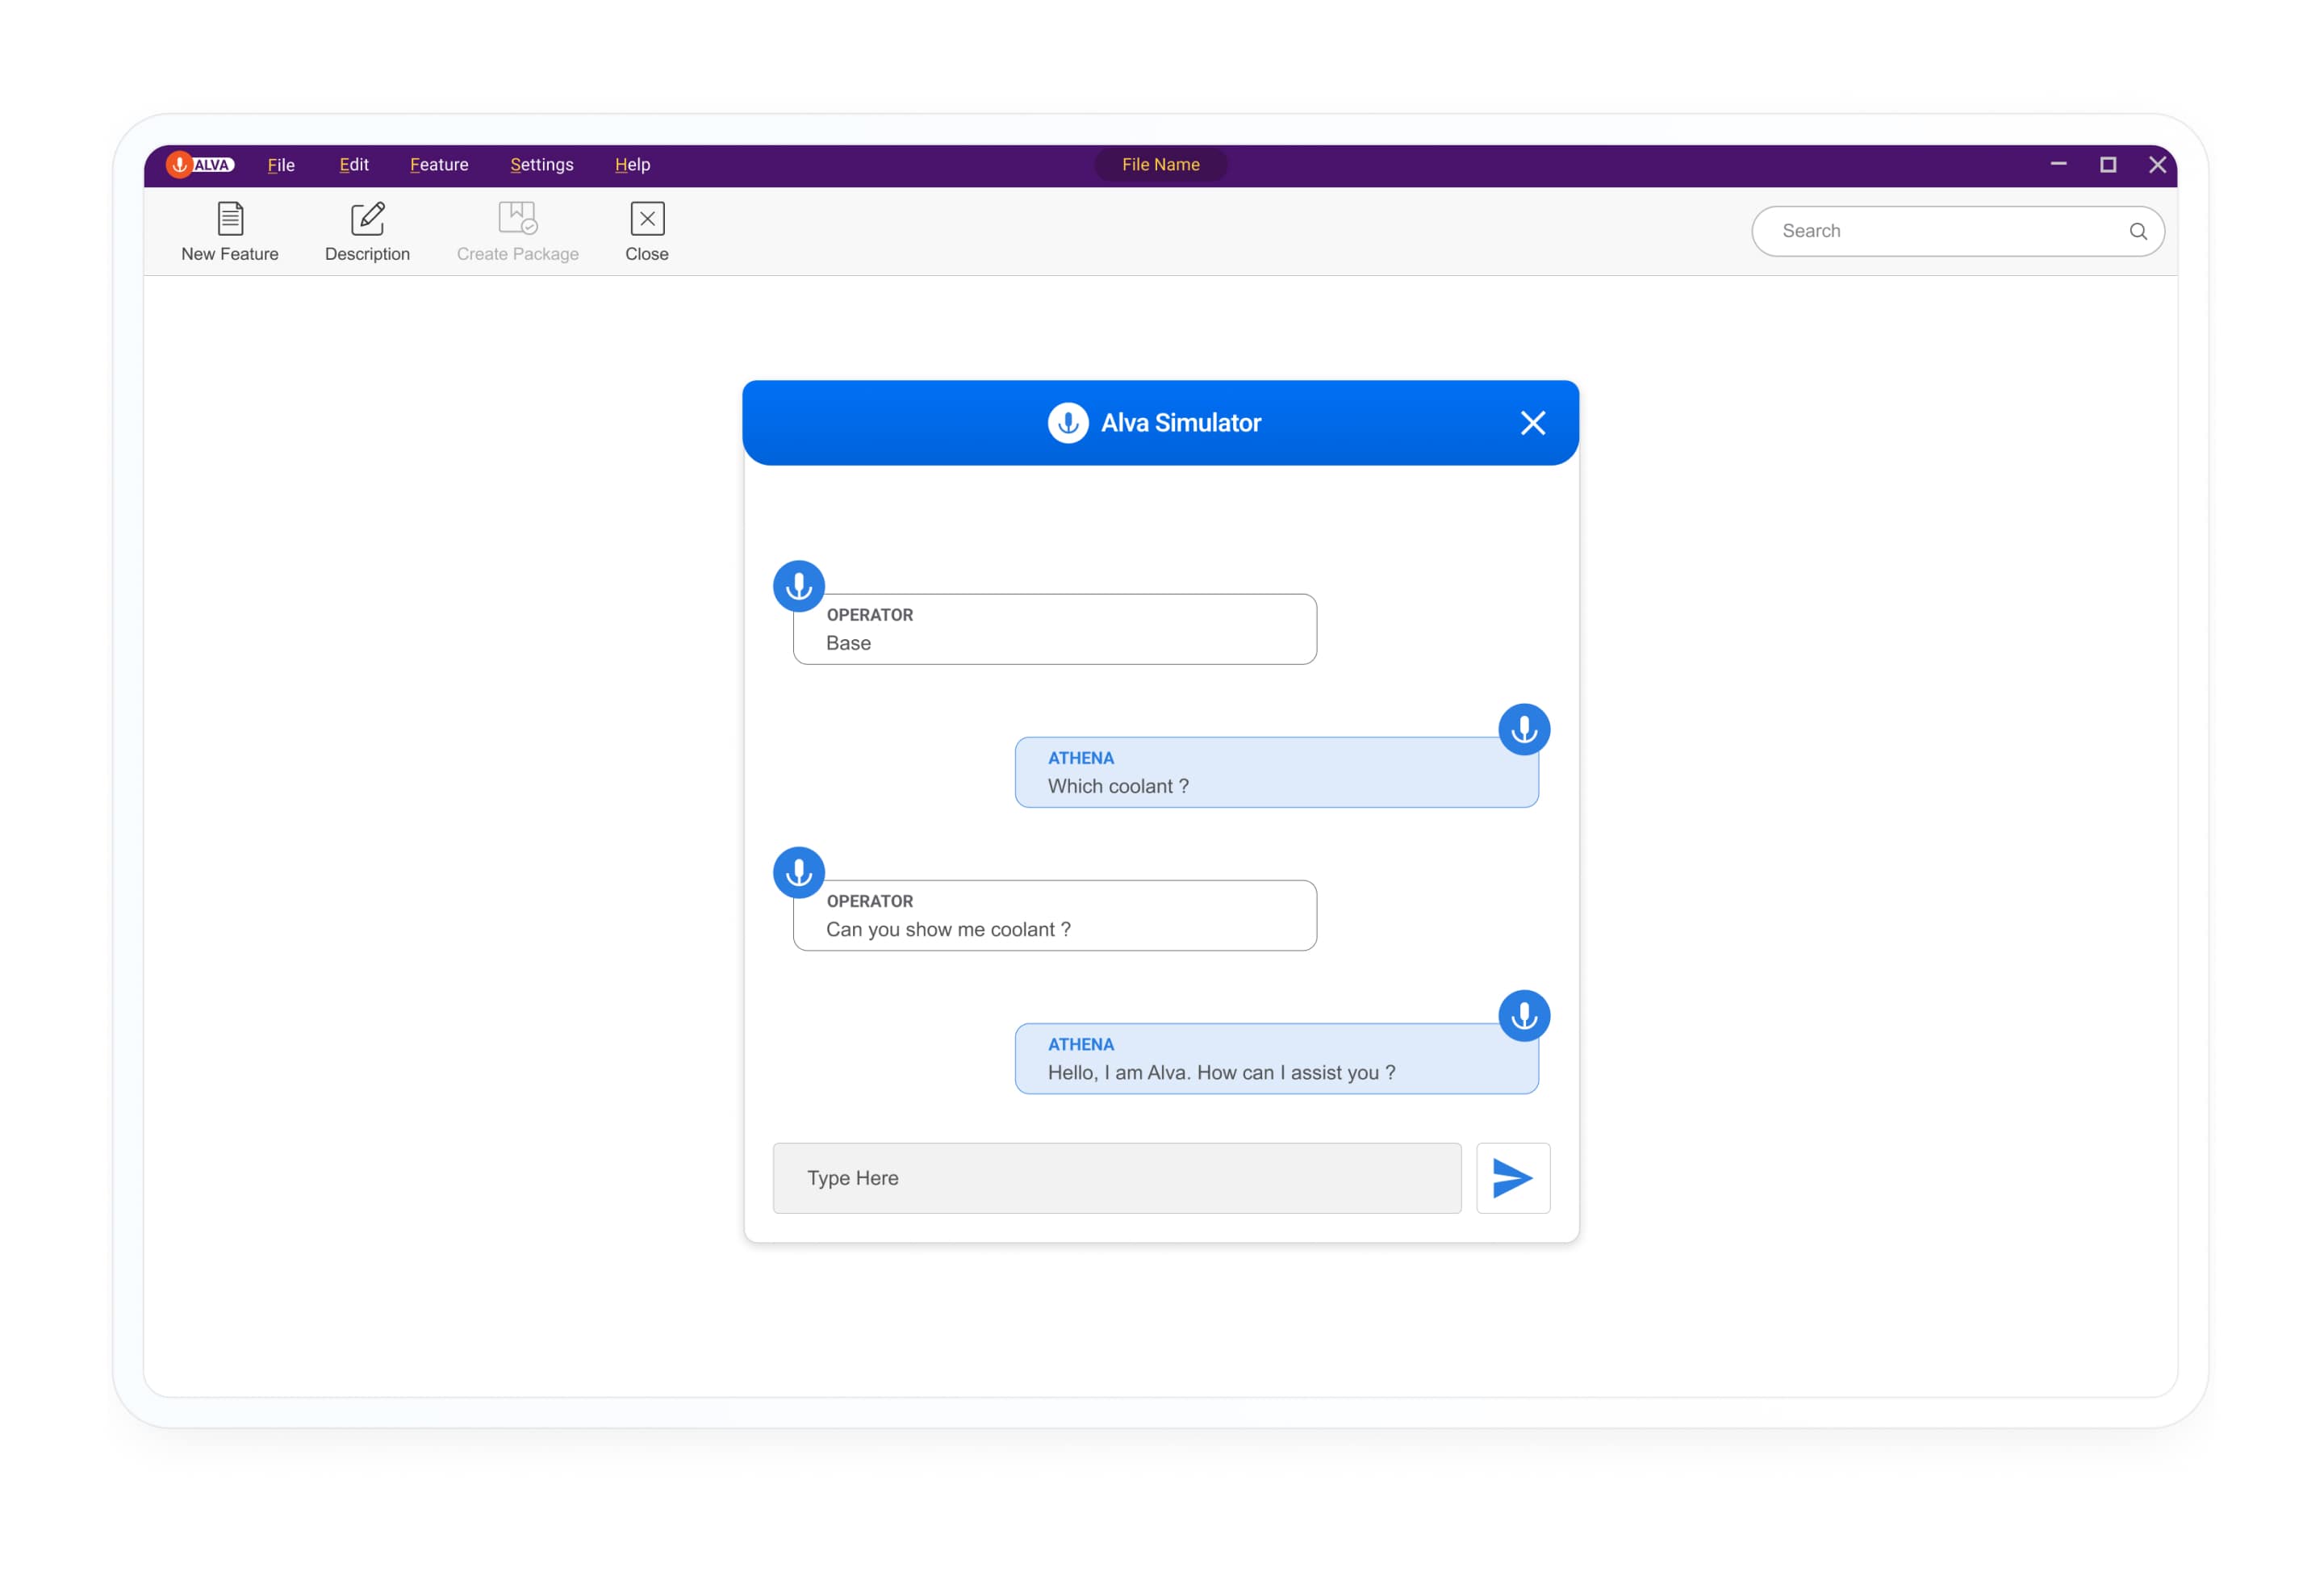 ALVA File Edit Feature Settings Help File Name
New Feature Description Create Package Close Search
Alva Simulator
OPERATOR
Base
ATHENA
Which coolant ?
OPERATOR
Can you show me coolant ?
ATHENA
Hello, I am Alva. How can I assist you ?
Type Here